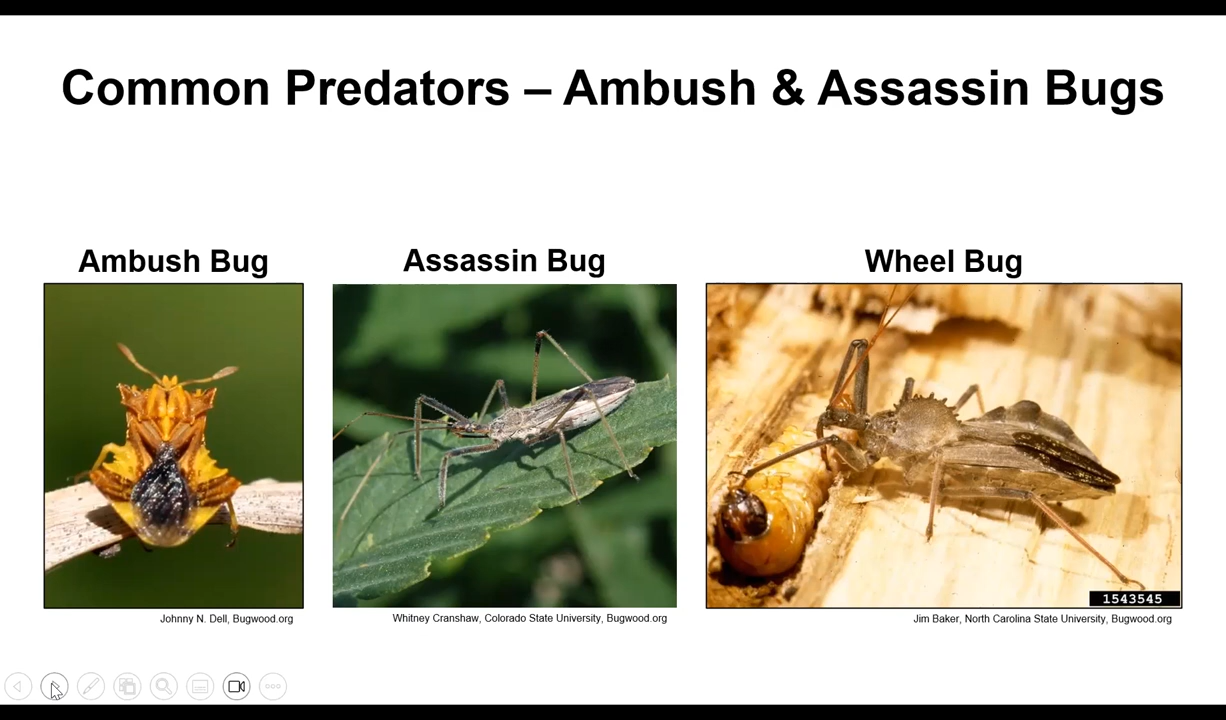 Common Predators – Ambush & Assassin Bugs
Ambush Bug
Assassin Bug
Wheel Bug
1543545
Johnny N. Dell, Bugwood.org
Whitney Cranshaw, Colorado State University, Bugwood.org
Jim Baker, North Carolina State University, Bugwood.org